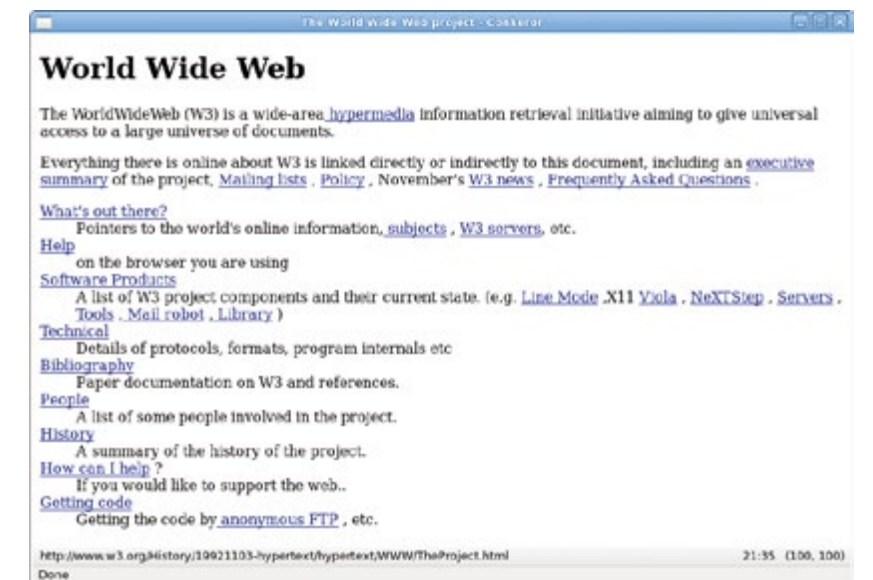 The World Wide Web project - Conkeror
World Wide Web
The WorldWideWeb (W3) is a wide-area hypermedia information retrieval initiative aiming to give universal
access to a large universe of documents.
Everything there is online about W3 is linked directly or indirectly to this document, including an executive
summary of the project, Mailing lists , Policy , November's W3 news , Frequently Asked Questions .
What's out there?
Pointers to the world's online information, subjects , W3 servers, etc.
Help
on the browser you are using
Software Products
A list of W3 project components and their current state. (e.g. Line Mode ,X11 Viola , NeXTStep , Servers ,
Tools , Mail robot , Library )
Technical
Details of protocols, formats, program internals etc
Bibliography
Paper documentation on W3 and references.
People
A list of some people involved in the project.
History
A summary of the history of the project.
How can I help ?
If you would like to support the web..
Getting code
Getting the code by anonymous FTP , etc.
http://www.w3.org/History/19921103-hypertext/hypertext/WWW/TheProject.html 21:35 (100, 100)
Done